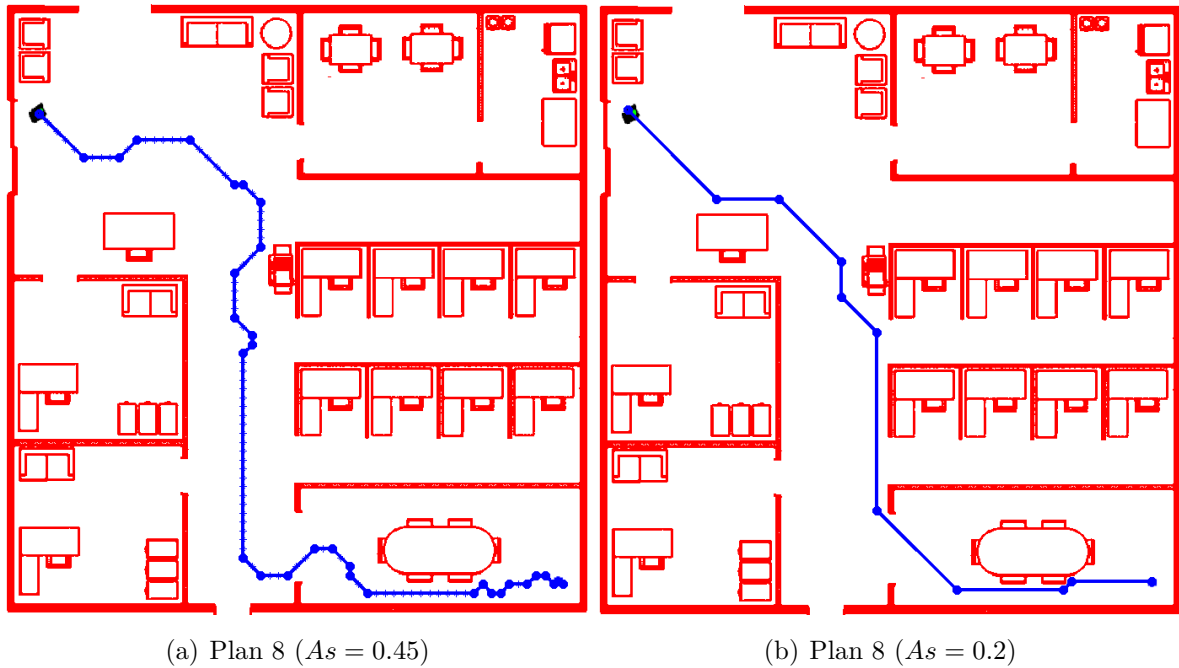 (a) Plan 8 (As = 0.45)
(b) Plan 8 (As = 0.2)